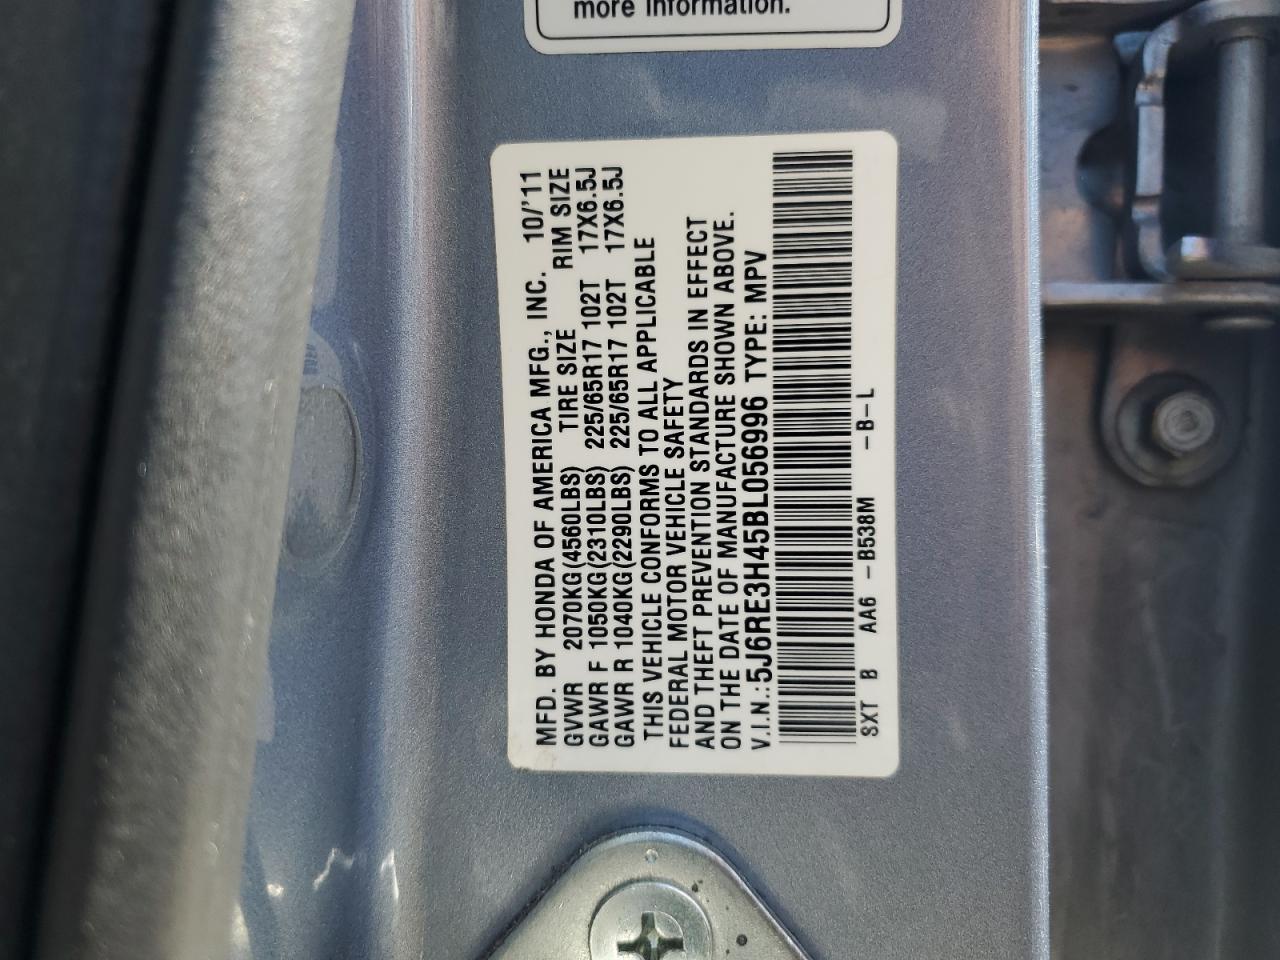 more information.
MFD. BY HONDA OF AMERICA MFG., INC. 10/'11
GVWR 2070KG(4560LBS) TIRE SIZE RIM SIZE
GAWR F 1050KG(2310LBS) 225/65R17 102T 17X6.5J
GAWR R 1040KG(2290LBS) 225/65R17 102T 17X6.5J
THIS VEHICLE CONFORMS TO ALL APPLICABLE
FEDERAL MOTOR VEHICLE SAFETY
AND THEFT PREVENTION STANDARDS IN EFFECT
ON THE DATE OF MANUFACTURE SHOWN ABOVE.
V.I.N.: 5J6RE3H45BL056996 TYPE: MPV
SXT B AA6 -B538M -B-L